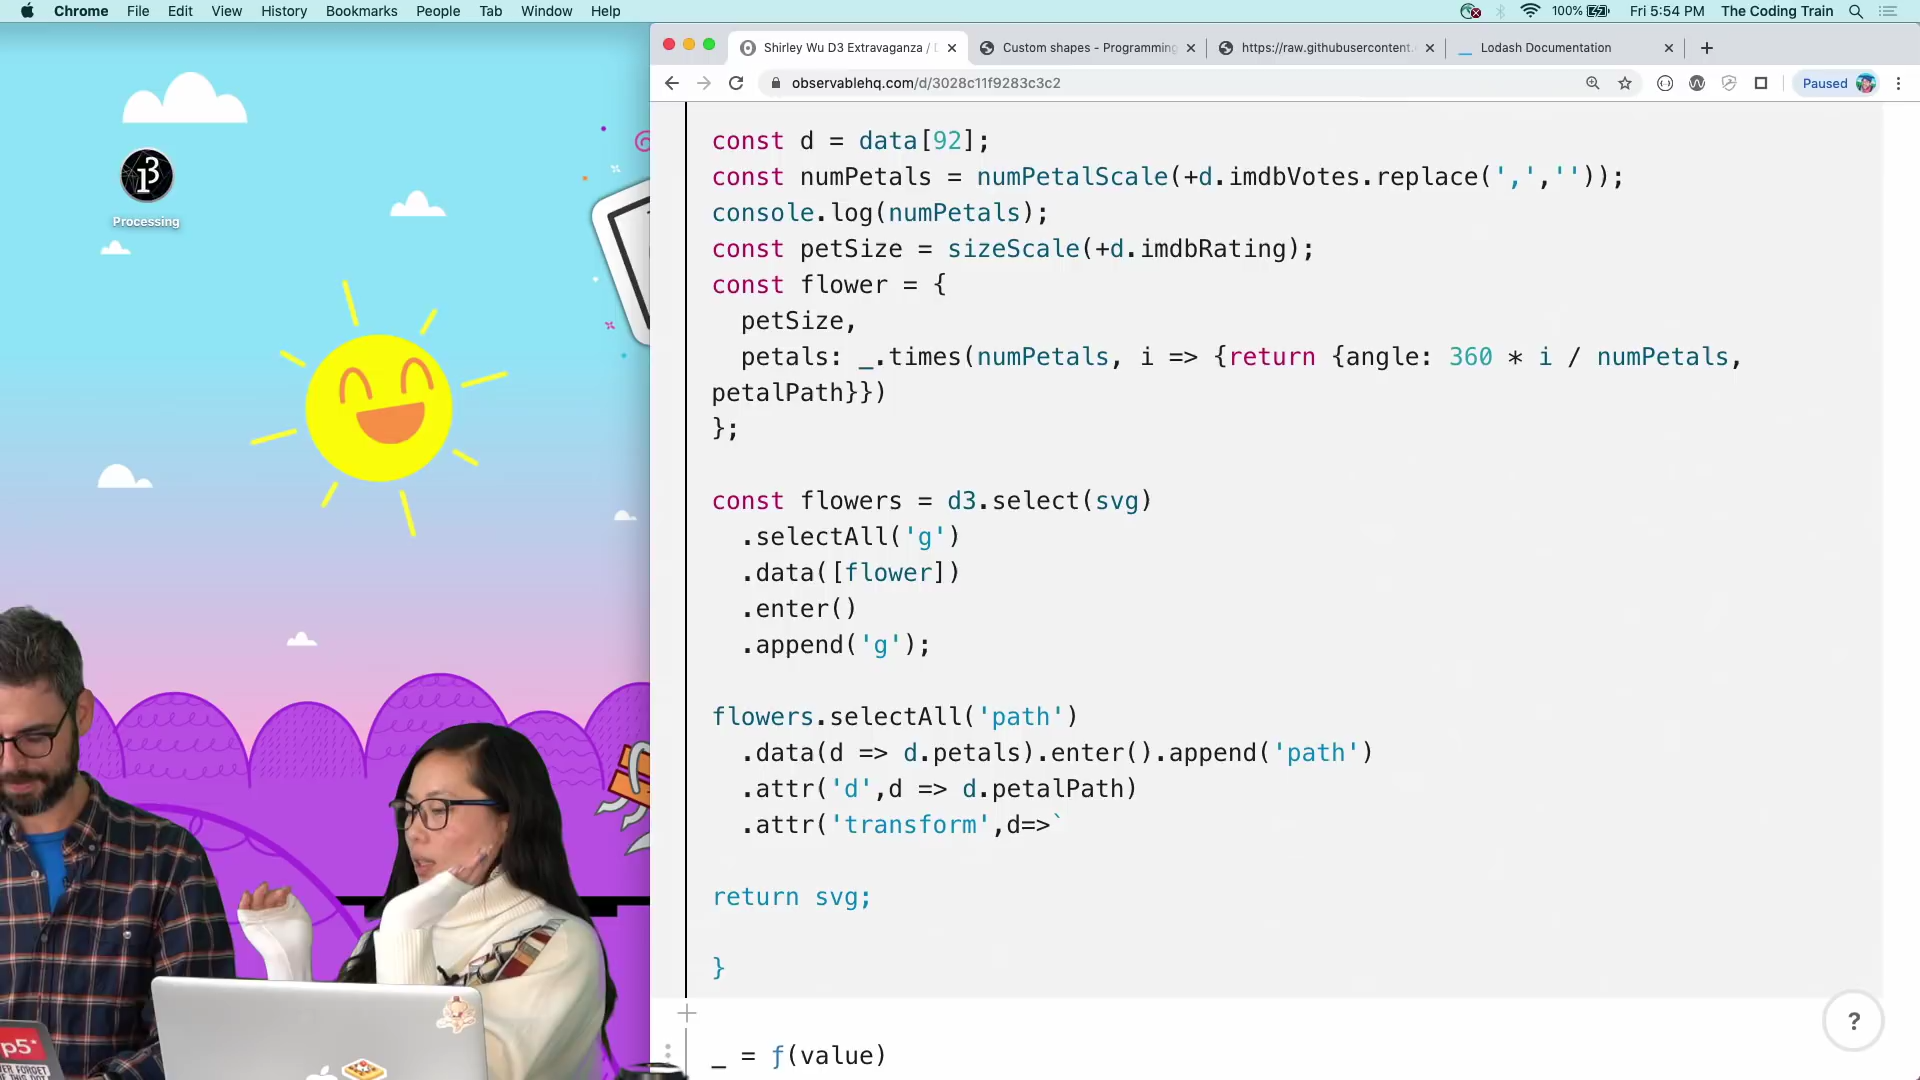 Chrome File Edit View History Bookmarks People Tab Window Help
100% Fri 5:54 PM The Coding Train
Shirley Wu D3 Extravaganza /
Custom shapes - Programming
https://raw.githubusercontent.
Lodash Documentation
observablehq.com/d/3028c11f9283c3c2
Paused
Processing
const d = data[92];
const numPetals = numPetalScale(+d.imdbVotes.replace(',',''));
console.log(numPetals);
const petSize = sizeScale(+d.imdbRating);
const flower = {
petSize,
petals: _.times(numPetals, i => {return {angle: 360 * i / numPetals,
petalPath}})
};
const flowers = d3.select(svg)
.selectAll('g')
.data([flower])
.enter()
.append('g');
flowers.selectAll('path')
.data(d => d.petals).enter().append('path')
.attr('d',d => d.petalPath)
.attr('transform',d=>`
return svg;
}
_ = ƒ(value)
?
p5*